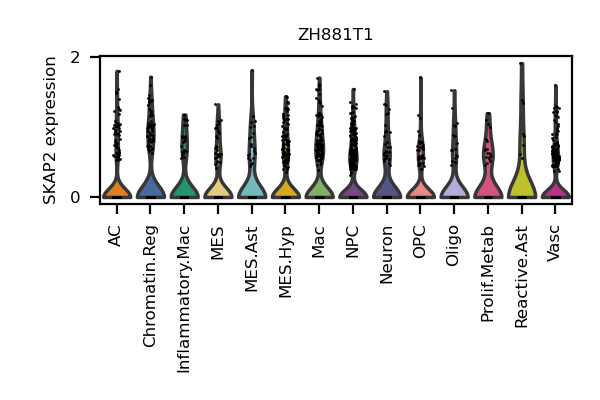 ZH881T1
SKAP2 expression
2
0
AC
Chromatin.Reg
Inflammatory.Mac
MES
MES.Ast
MES.Hyp
Mac
NPC
Neuron
OPC
Oligo
Prolif.Metab
Reactive.Ast
Vasc